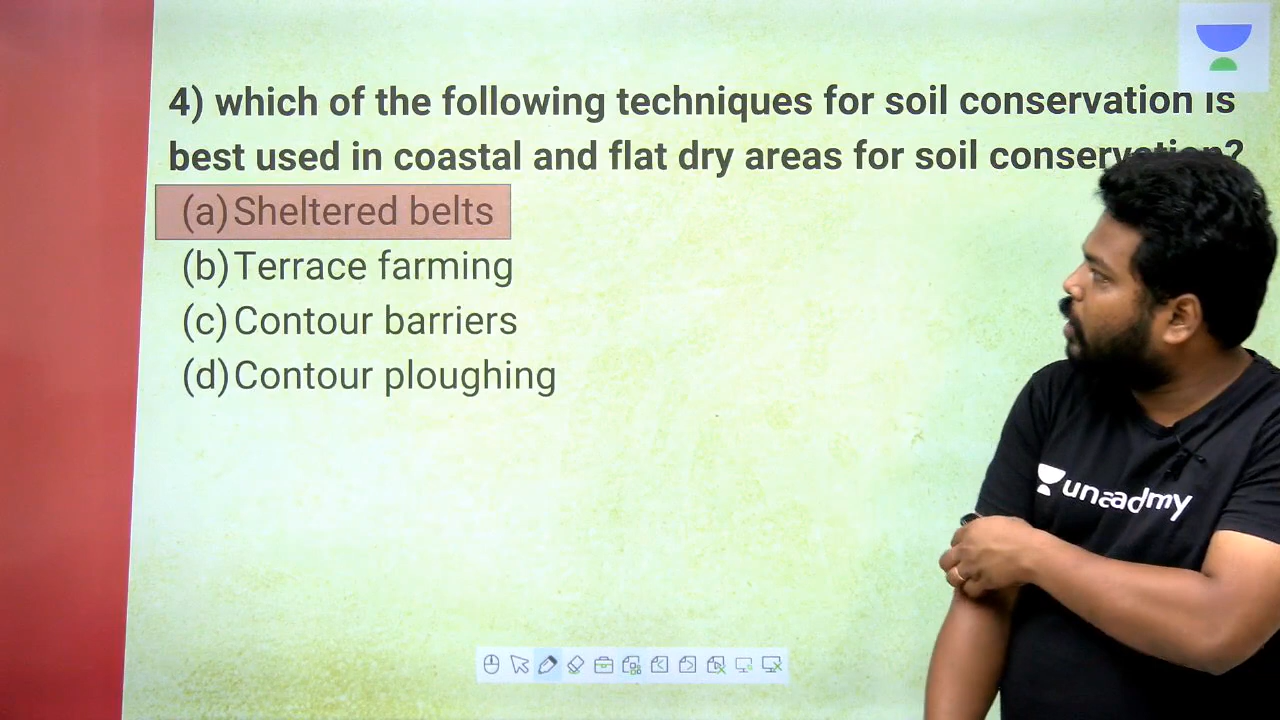 4) which of the following techniques for soil conservation is
best used in coastal and flat dry areas for soil conservation?
(a) Sheltered belts
(b) Terrace farming
(c) Contour barriers
(d) Contour ploughing
unacademy